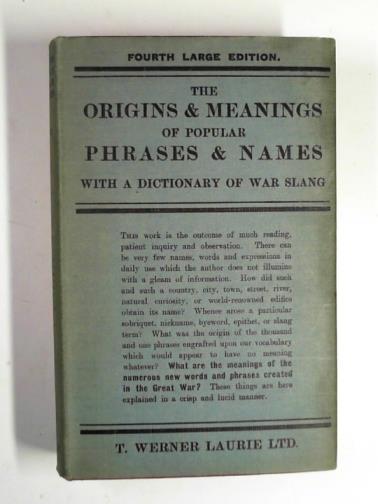 FOURTH LARGE EDITION.
THE
ORIGINS & MEANINGS
OF POPULAR
PHRASES & NAMES
WITH A DICTIONARY OF WAR SLANG
THIS work is the outcome of much reading,
patient inquiry and observation. There can
be very few names, words and expressions in
daily use which the author does not illumine
with a gleam of information. How did such
and such a country, city, town, street, river,
natural curiosity, or world-renowned edifice
obtain its name? Whence arose a particular
sobriquet, nickname, byeword, epithet, or slang
term? What was the origin of the thousand
and one phrases engrafted upon our vocabulary
which would appear to have no meaning
whatever? What are the meanings of the
numerous new words and phrases created
in the Great War? These things are here
explained in a crisp and lucid manner.
T. WERNER LAURIE LTD.